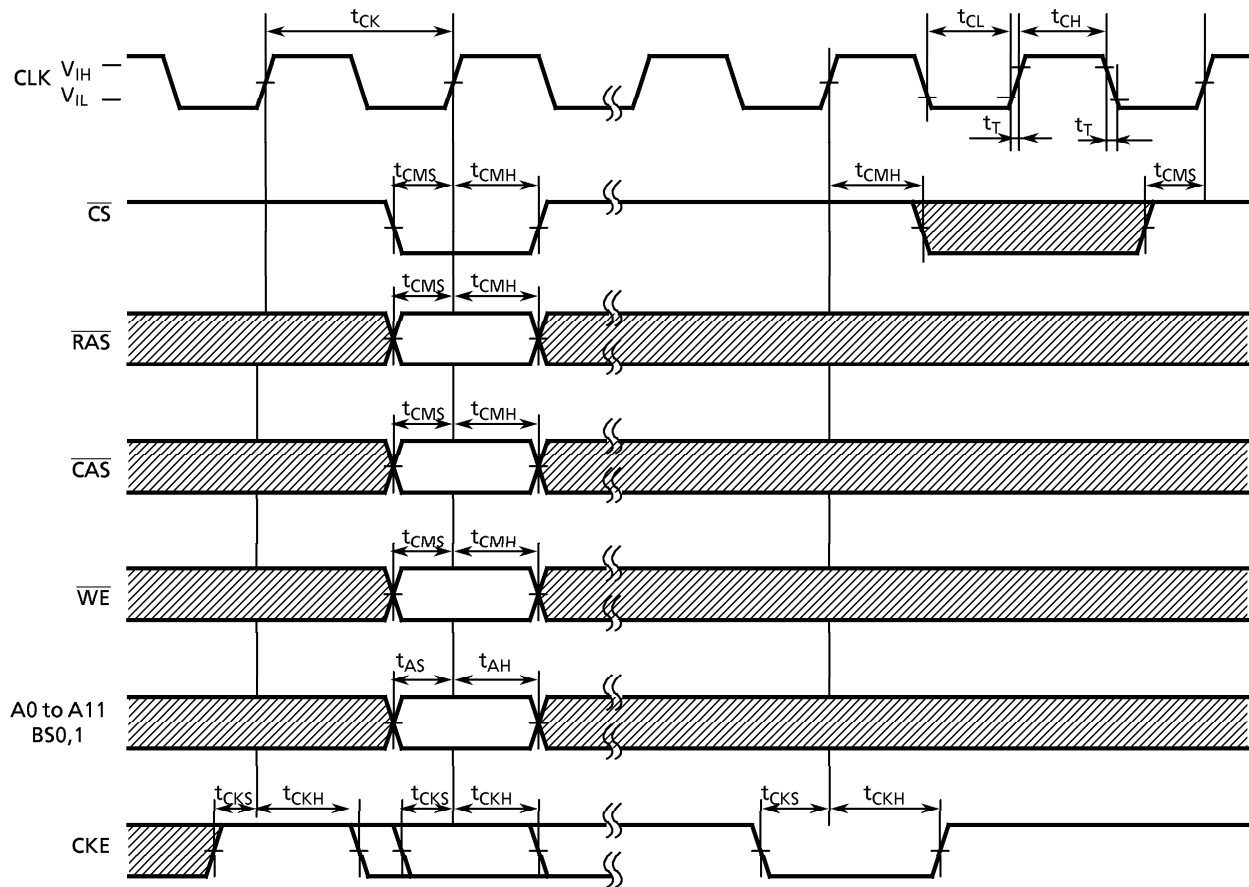 tCK tCL tCH
CLK VIH
VIL
tT tT
tCMS tCMH tCMH tCMS
CS
tCMS tCMH
RAS
tCMS tCMH
CAS
tCMS tCMH
WE
tAS tAH
A0 to A11
BS0,1
tCKS tCKH tCKS tCKH tCKS tCKH
CKE